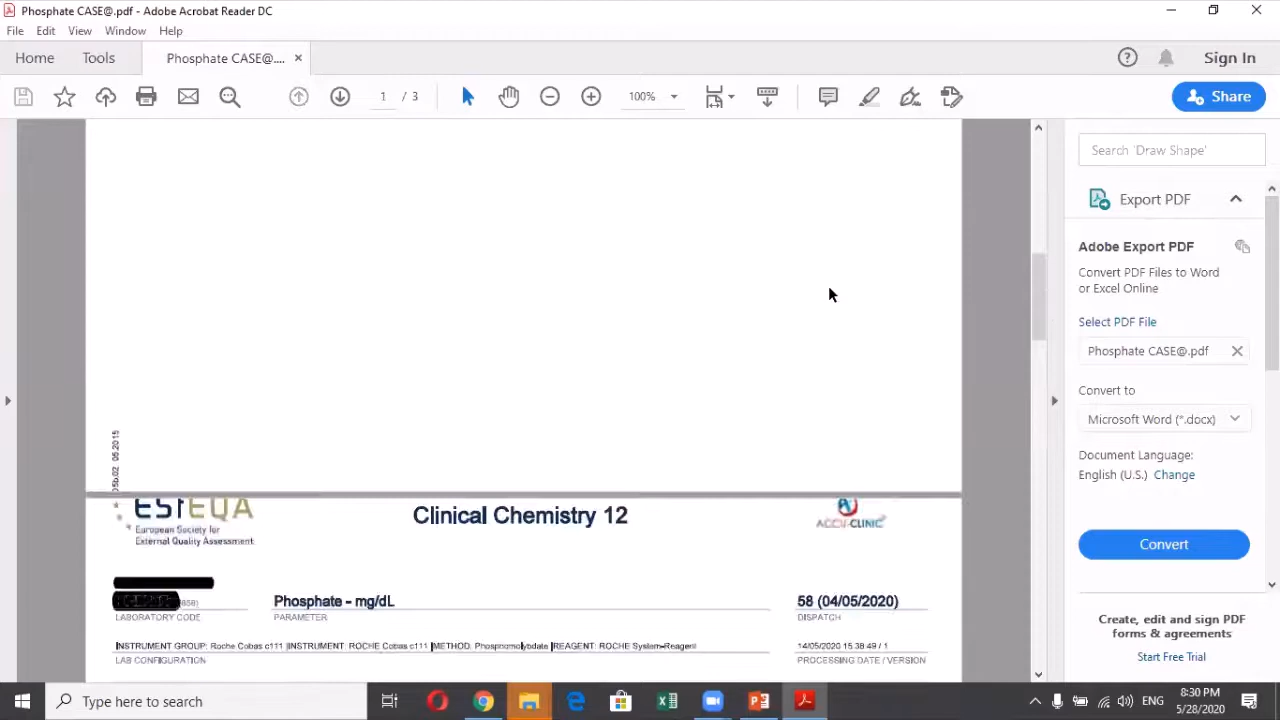 Phosphate CASE@.pdf - Adobe Acrobat Reader DC
File Edit View Window Help
Home Tools Phosphate CASE@.... × Sign In
1 / 3 100% Share
Search 'Draw Shape'
Export PDF
Adobe Export PDF
Convert PDF Files to Word
or Excel Online
Select PDF File
Phosphate CASE@.pdf
Convert to
Microsoft Word (*.docx)
Document Language:
English (U.S.) Change
Convert
Create, edit and sign PDF
forms & agreements
Start Free Trial
05.2015
ESfEQA
European Society for
External Quality Assessment
Clinical Chemistry 12
ACCU-CLINIC
Phosphate - mg/dL 58 (04/05/2020)
LABORATORY CODE PARAMETER DISPATCH
INSTRUMENT GROUP: Roche Cobas c111 |INSTRUMENT: ROCHE Cobas c111 |METHOD: Phosphomolybdate |REAGENT: ROCHE System-Reagent
14/05/2020 15:38:49 / 1
LAB CONFIGURATION PROCESSING DATE / VERSION
Type here to search
ENG
8:30 PM
5/28/2020